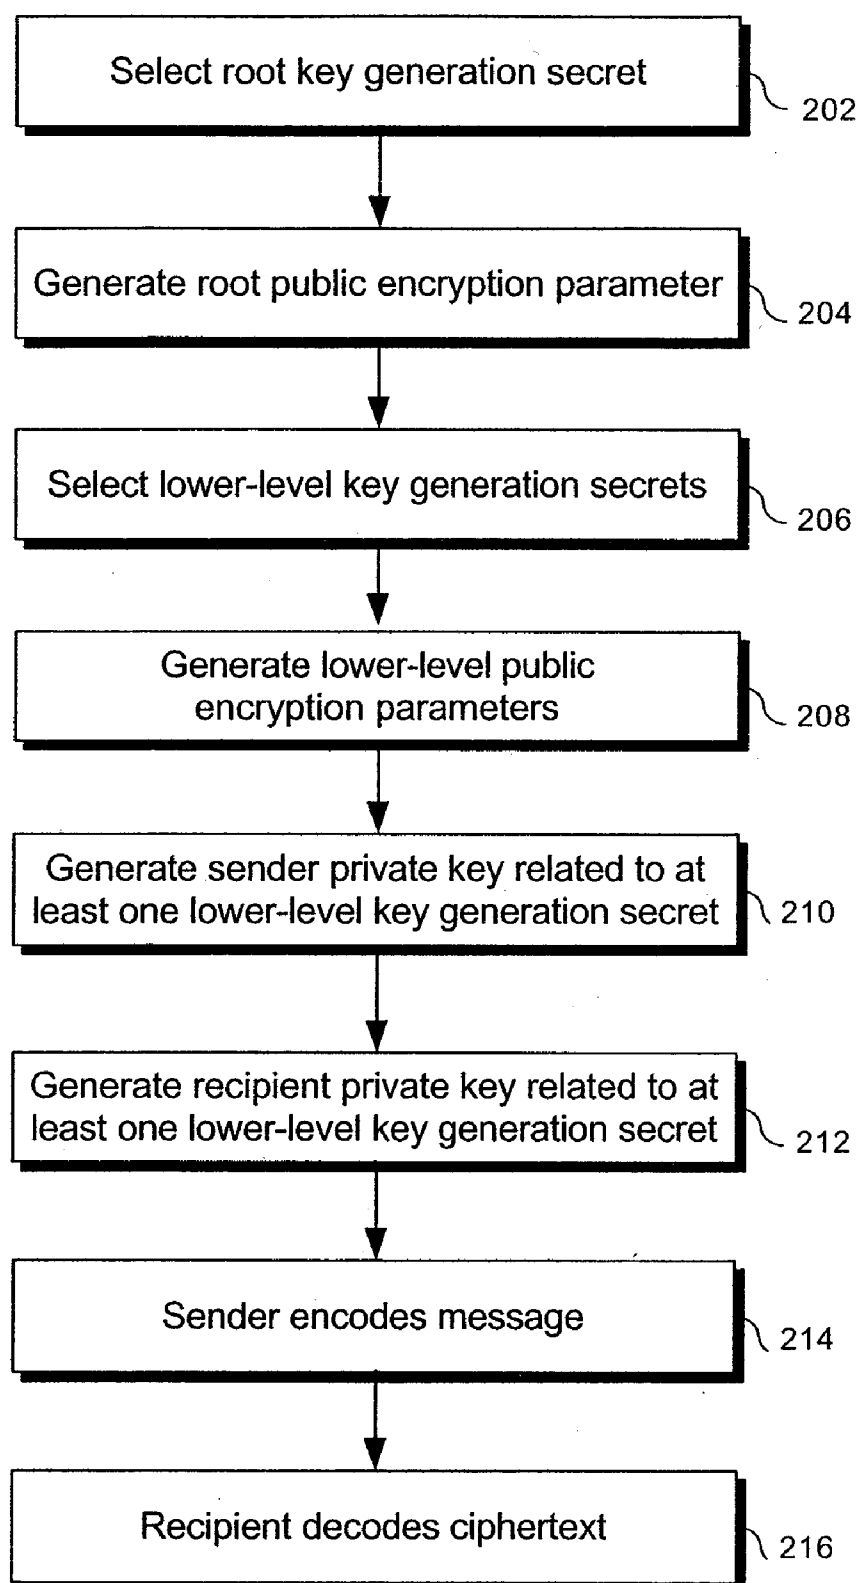 Select root key generation secret
202
Generate root public encryption parameter
204
Select lower-level key generation secrets
206
Generate lower-level public
encryption parameters
208
Generate sender private key related to at
least one lower-level key generation secret
210
Generate recipient private key related to at
least one lower-level key generation secret
212
Sender encodes message
214
Recipient decodes ciphertext
216